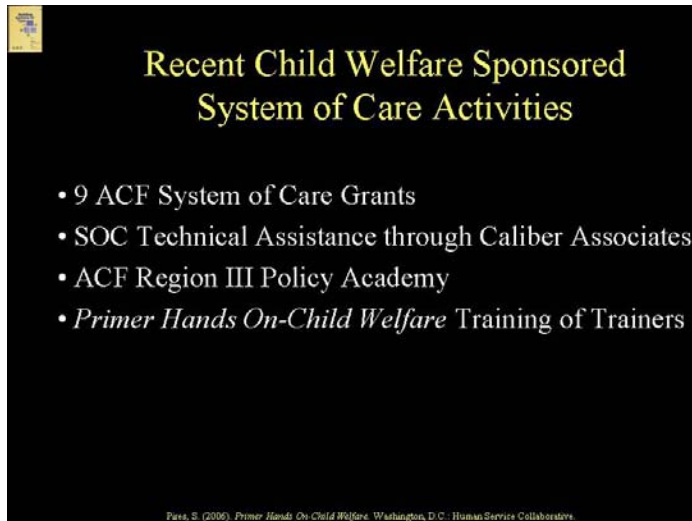 Recent Child Welfare Sponsored
System of Care Activities
• 9 ACF System of Care Grants
• SOC Technical Assistance through Caliber Associates
• ACF Region III Policy Academy
• Primer Hands On-Child Welfare Training of Trainers
Pires, S. (2006). Primer Hands On-Child Welfare. Washington, D.C.: Human Service Collaborative.